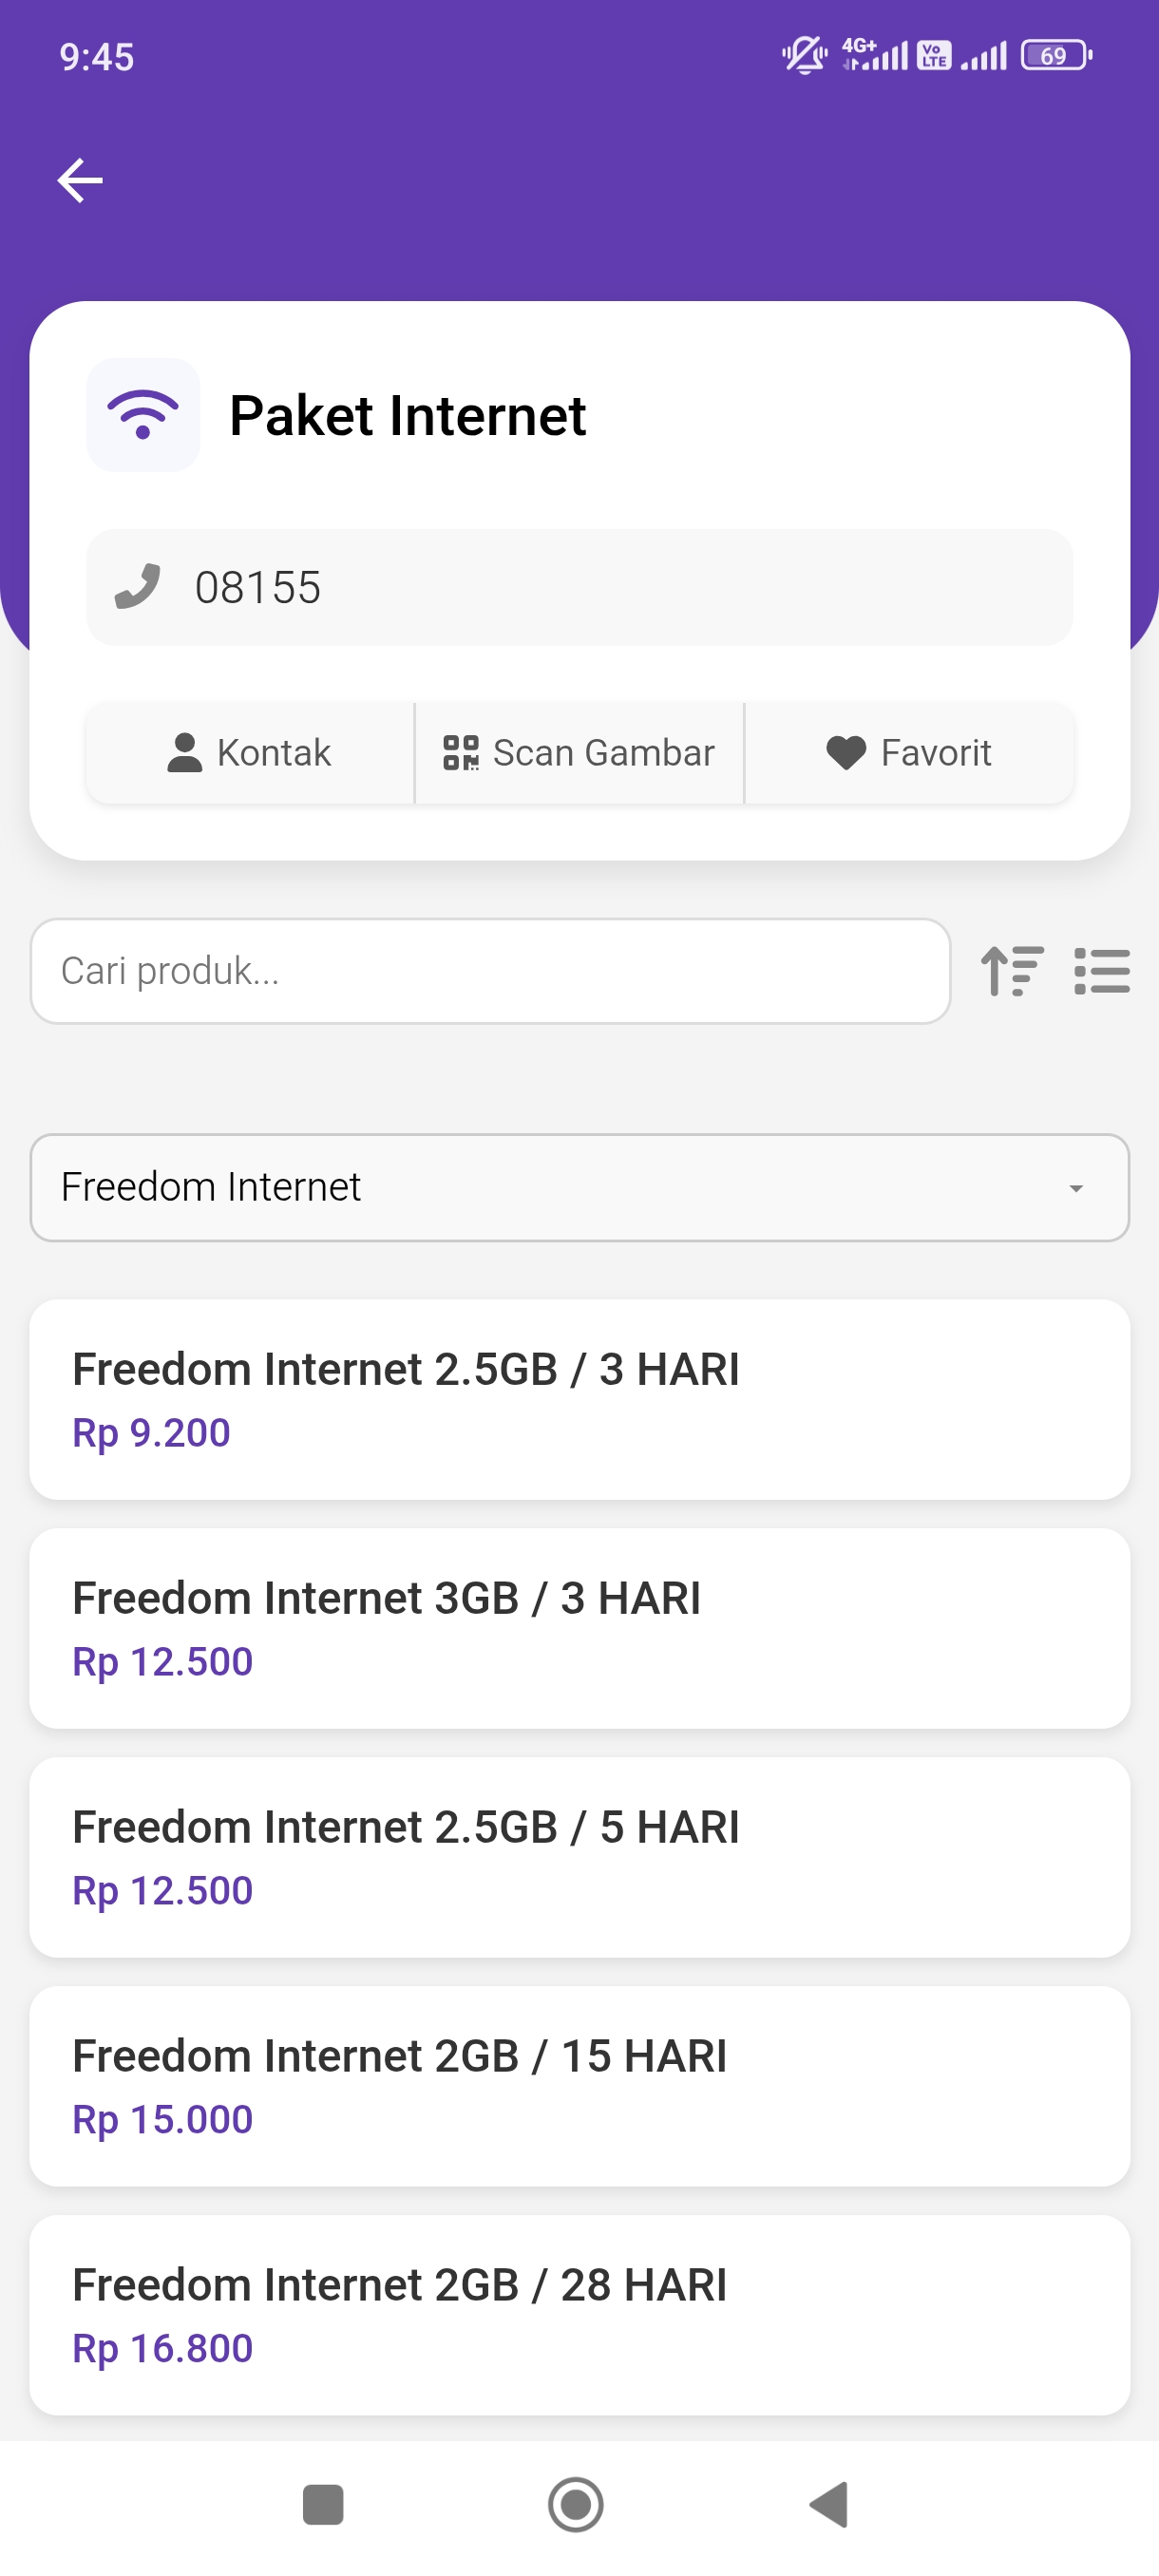 9:45
4G+
Vo
LTE
69
Paket Internet
08155
Kontak
Scan Gambar
Favorit
Cari produk...
Freedom Internet
Freedom Internet 2.5GB / 3 HARI
Rp 9.200
Freedom Internet 3GB / 3 HARI
Rp 12.500
Freedom Internet 2.5GB / 5 HARI
Rp 12.500
Freedom Internet 2GB / 15 HARI
Rp 15.000
Freedom Internet 2GB / 28 HARI
Rp 16.800